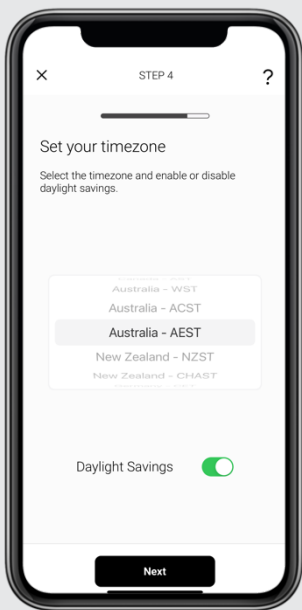 STEP 4
?
Set your timezone
Select the timezone and enable or disable
daylight savings.
Australia - WST
Australia - ACST
Australia - AEST
New Zealand - NZST
New Zealand - CHAST
Daylight Savings
Next